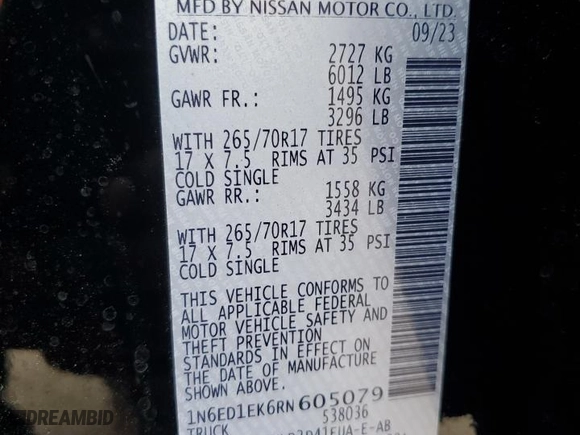 MFD BY NISSAN MOTOR CO., LTD.
DATE: 09/23
GVWR: 2727 KG
6012 LB
GAWR FR.: 1495 KG
3296 LB
WITH 265/70R17 TIRES
17 X 7.5 RIMS AT 35 PSI
COLD SINGLE
GAWR RR.: 1558 KG
3434 LB
WITH 265/70R17 TIRES
17 X 7.5 RIMS AT 35 PSI
COLD SINGLE
THIS VEHICLE CONFORMS TO
ALL APPLICABLE FEDERAL
MOTOR VEHICLE SAFETY AND
THEFT PREVENTION
STANDARDS IN EFFECT ON
THE DATE OF MANUFACTURE
SHOWN ABOVE.
1N6ED1EK6RN605079
538036
TRUCK
DREAMBID